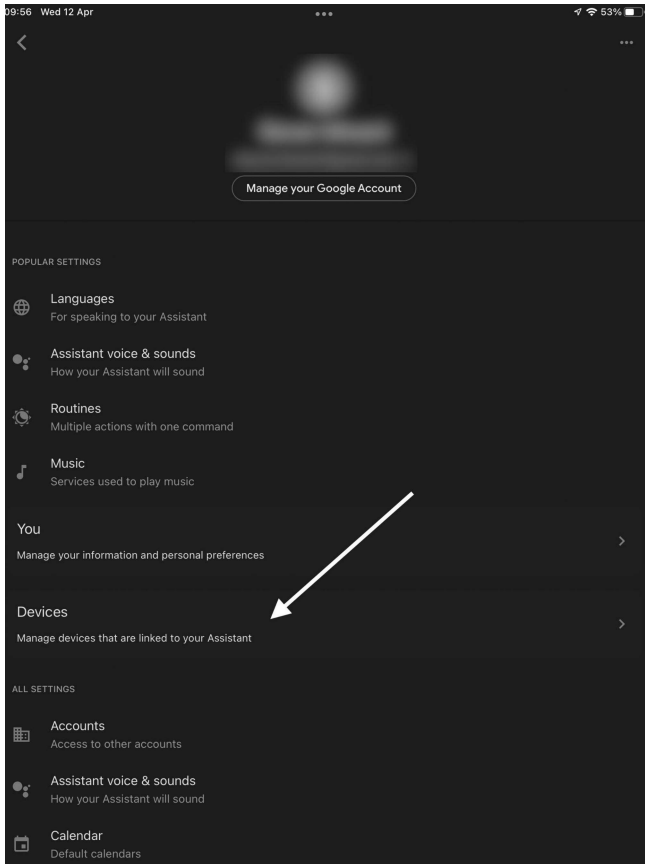 09:56 Wed 12 Apr
53%
Manage your Google Account
POPULAR SETTINGS
Languages
For speaking to your Assistant
Assistant voice & sounds
How your Assistant will sound
Routines
Multiple actions with one command
Music
Services used to play music
You
Manage your information and personal preferences
Devices
Manage devices that are linked to your Assistant
ALL SETTINGS
Accounts
Access to other accounts
Assistant voice & sounds
How your Assistant will sound
Calendar
Default calendars